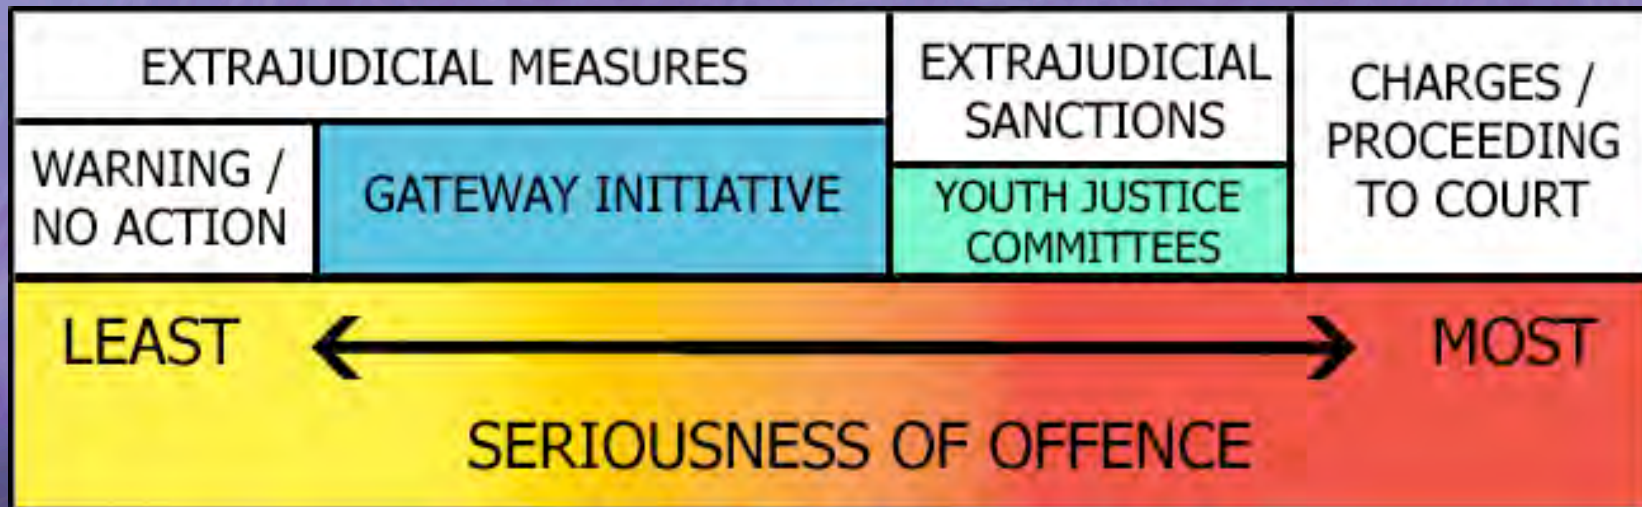 EXTRAJUDICIAL MEASURES
EXTRAJUDICIAL
SANCTIONS
CHARGES /
PROCEEDING
TO COURT
WARNING /
NO ACTION
GATEWAY INITIATIVE
YOUTH JUSTICE
COMMITTEES
LEAST
MOST
SERIOUSNESS OF OFFENCE